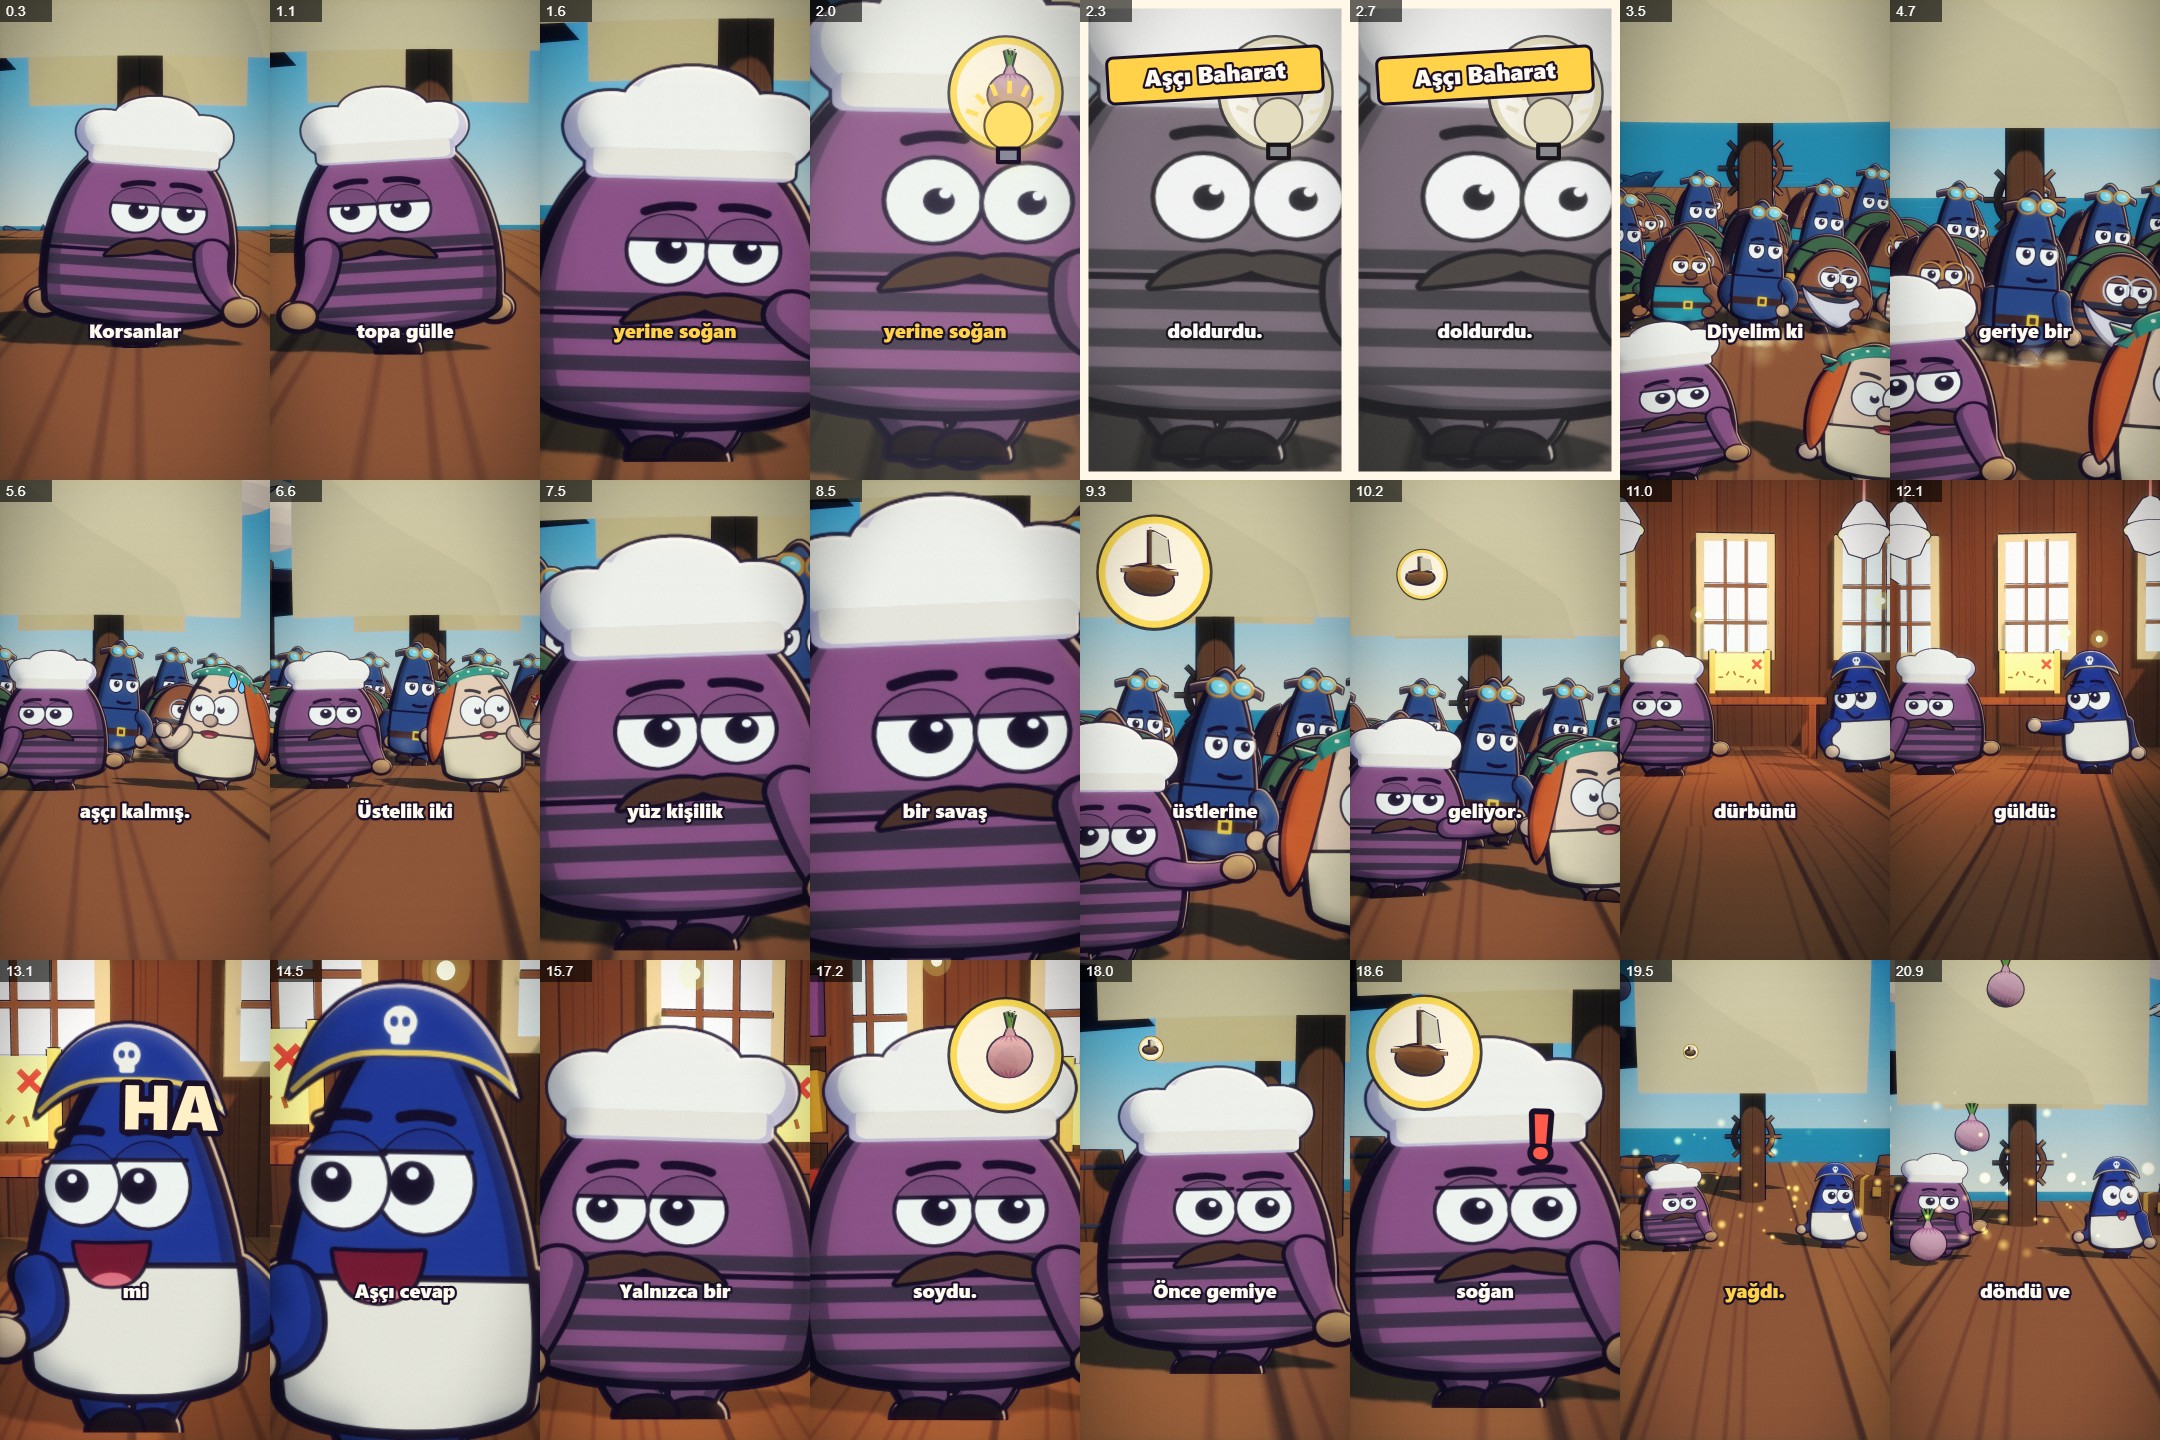 0.3
Korsanlar
1.1
topa gülle
1.6
yerine soğan
2.0
yerine soğan
2.3
Aşçı Baharat
doldurdu.
2.7
Aşçı Baharat
doldurdu.
3.5
Diyelim ki
4.7
geriye bir
5.6
aşçı kalmış.
6.6
Üstelik iki
7.5
yüz kişilik
8.5
bir savaş
9.3
üstlerine
10.2
geliyor.
11.0
dürbünü
12.1
güldü:
13.1
HA
mi
14.5
Aşçı cevap
15.7
Yalnızca bir
17.2
soydu.
18.0
Önce gemiye
18.6
!
soğan
19.5
yağdı.
20.9
döndü ve